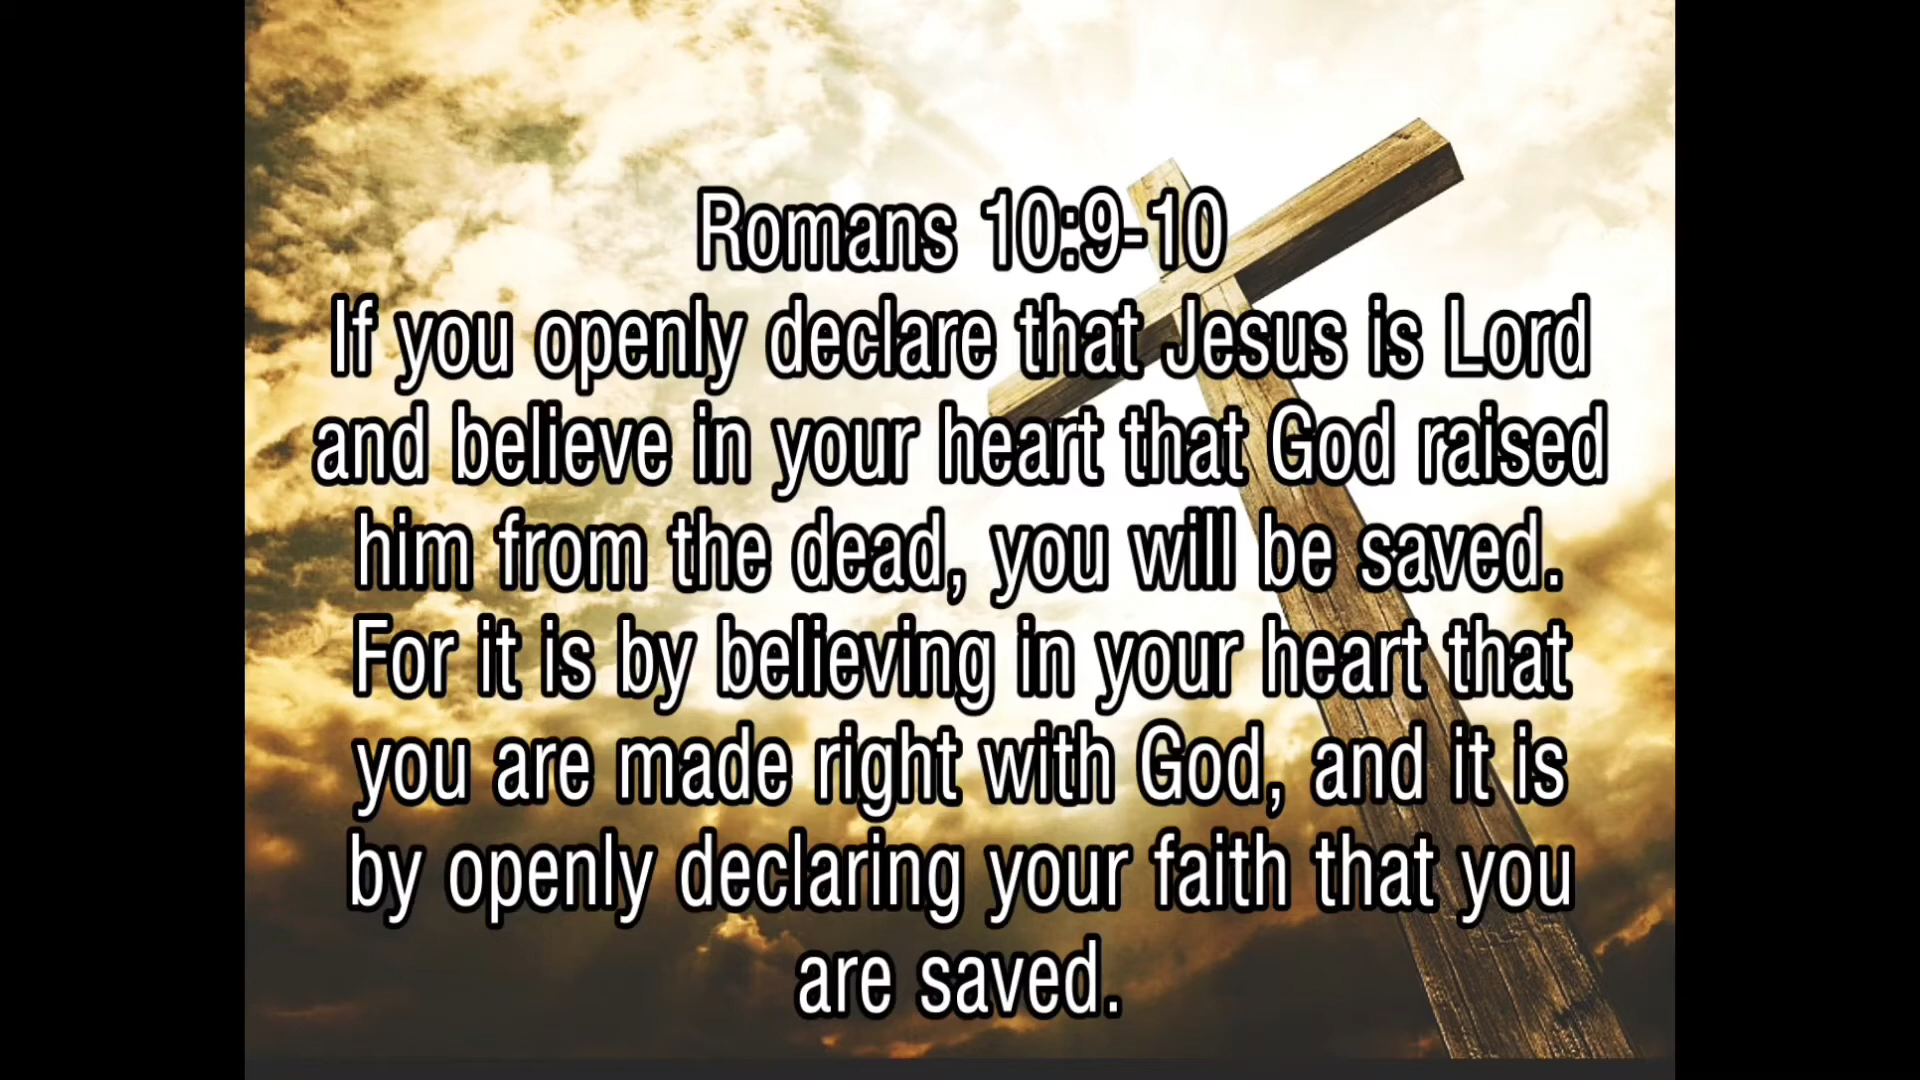 Romans 10:9-10
If you openly declare that Jesus is Lord
and believe in your heart that God raised
him from the dead, you will be saved.
For it is by believing in your heart that
you are made right with God, and it is
by openly declaring your faith that you
are saved.